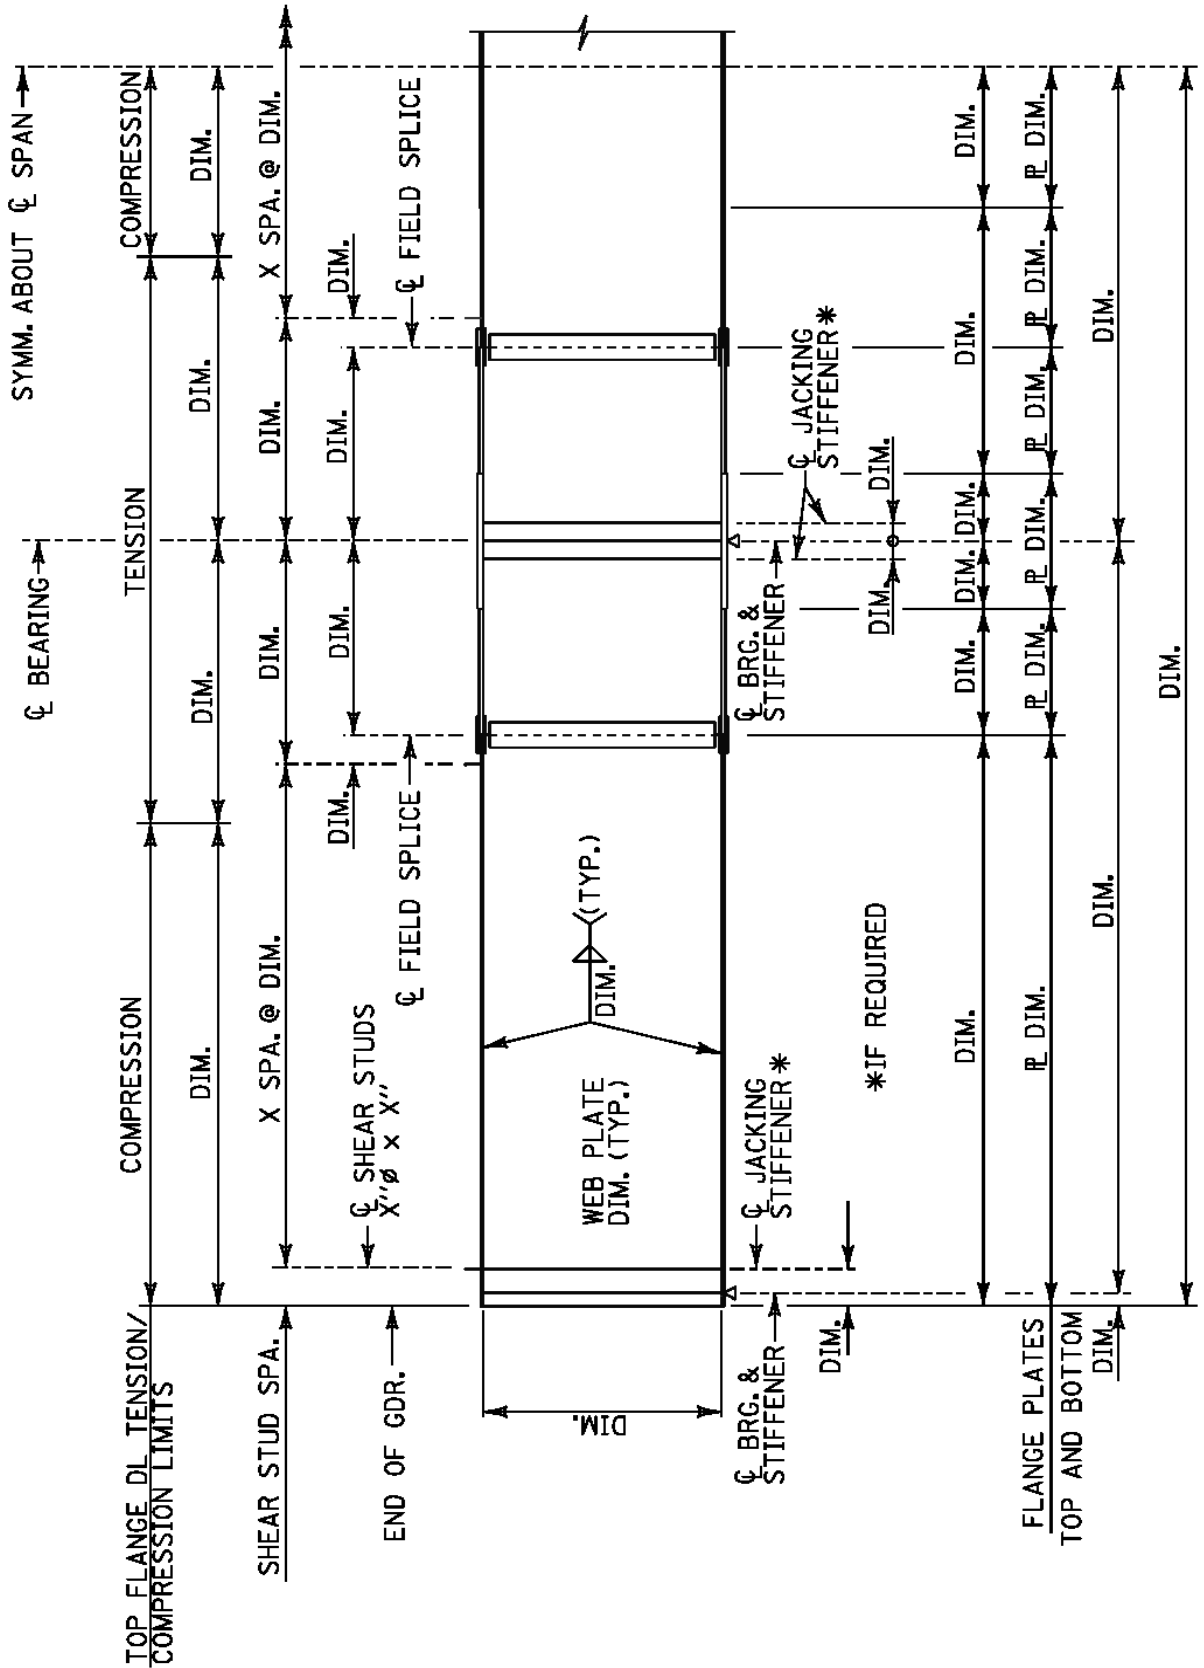 SYMM. ABOUT ℄ SPAN
℄ BEARING
TOP FLANGE DL TENSION/
COMPRESSION LIMITS
COMPRESSION
TENSION
COMPRESSION
DIM.
DIM.
DIM.
DIM.
SHEAR STUD SPA.
X SPA. @ DIM.
DIM.
DIM.
X SPA. @ DIM.
DIM.
DIM.
DIM.
DIM.
℄ SHEAR STUDS
X"ø × X"
END OF GDR.
℄ FIELD SPLICE
℄ FIELD SPLICE
DIM.
WEB PLATE
DIM. (TYP.)
DIM.
(TYP.)
℄ BRG. &
STIFFENER
℄ JACKING
STIFFENER*
℄ BRG. &
STIFFENER
℄ JACKING
STIFFENER*
DIM.
*IF REQUIRED
DIM.
DIM.
DIM.
DIM.
DIM.
DIM.
DIM.
DIM.
FLANGE PLATES
TOP AND BOTTOM
℄ DIM.
℄ DIM.
℄ DIM.
℄ DIM.
℄ DIM.
℄ DIM.
DIM.
DIM.
DIM.
DIM.